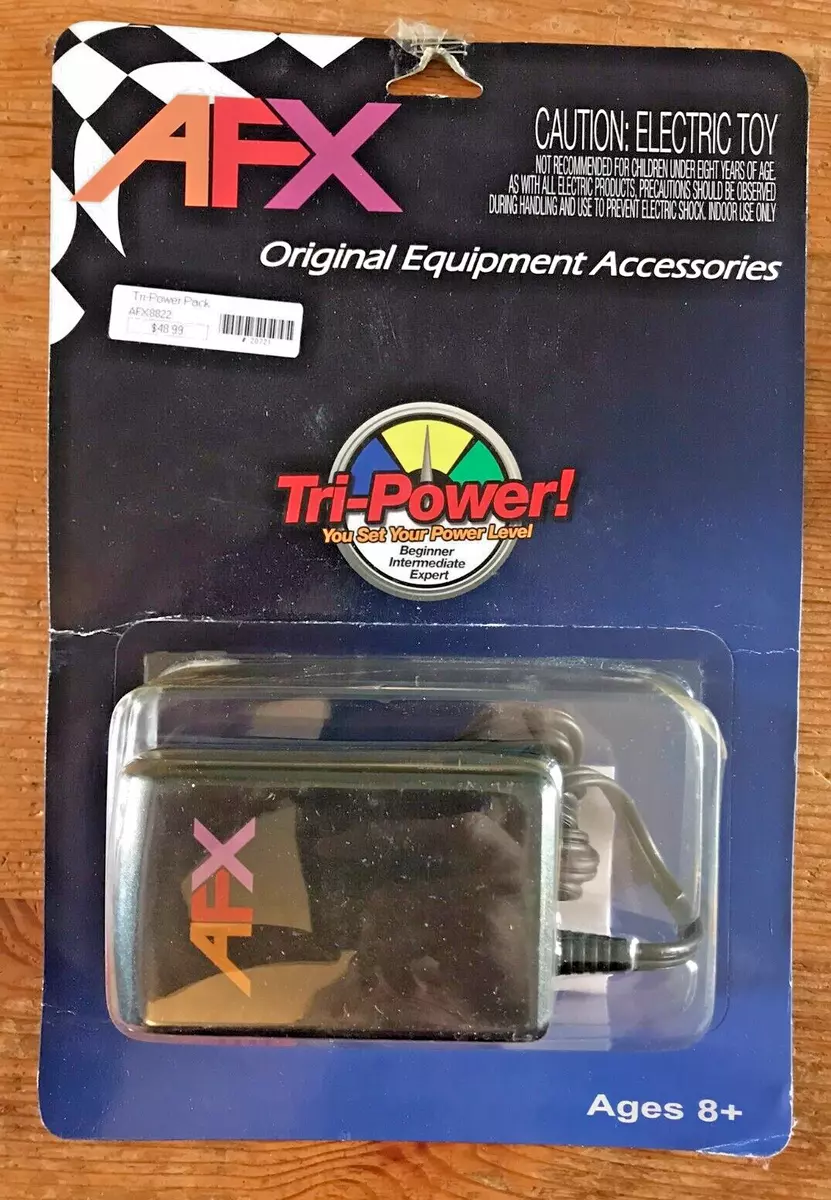 AFX
CAUTION: ELECTRIC TOY
NOT RECOMMENDED FOR CHILDREN UNDER EIGHT YEARS OF AGE.
AS WITH ALL ELECTRIC PRODUCTS, PRECAUTIONS SHOULD BE OBSERVED
DURING HANDLING AND USE TO PREVENT ELECTRIC SHOCK. INDOOR USE ONLY
Original Equipment Accessories
Tri-Power Pack
AFX8822
$48.99
Tri-Power!
You Set Your Power Level
Beginner
Intermediate
Expert
AFX
Ages 8+